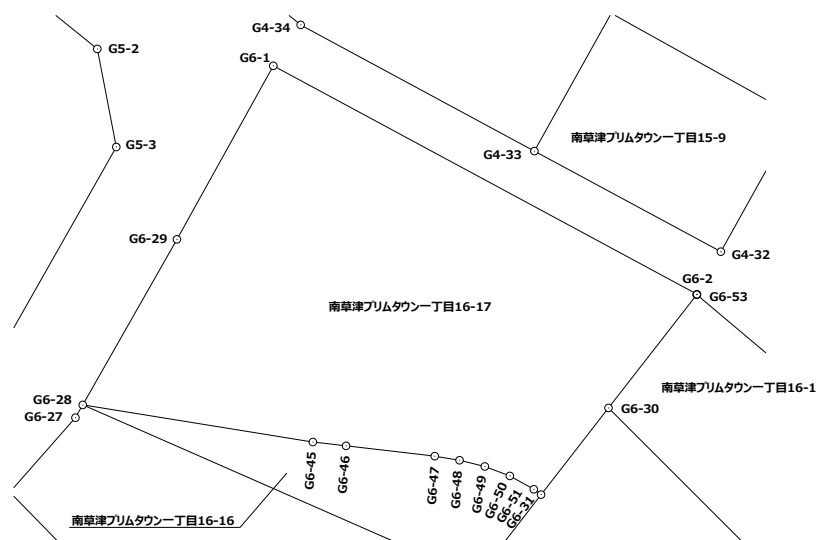 G4-34
G5-2
G6-1
南草津プリムタウン一丁目15-9
G5-3
G4-33
G6-29
G4-32
G6-2
G6-53
南草津プリムタウン一丁目16-17
南草津プリムタウン一丁目16-1
G6-28
G6-30
G6-27
G6-45
G6-46
G6-47
G6-48
G6-49
G6-50
G6-51
G6-31
南草津プリムタウン一丁目16-16